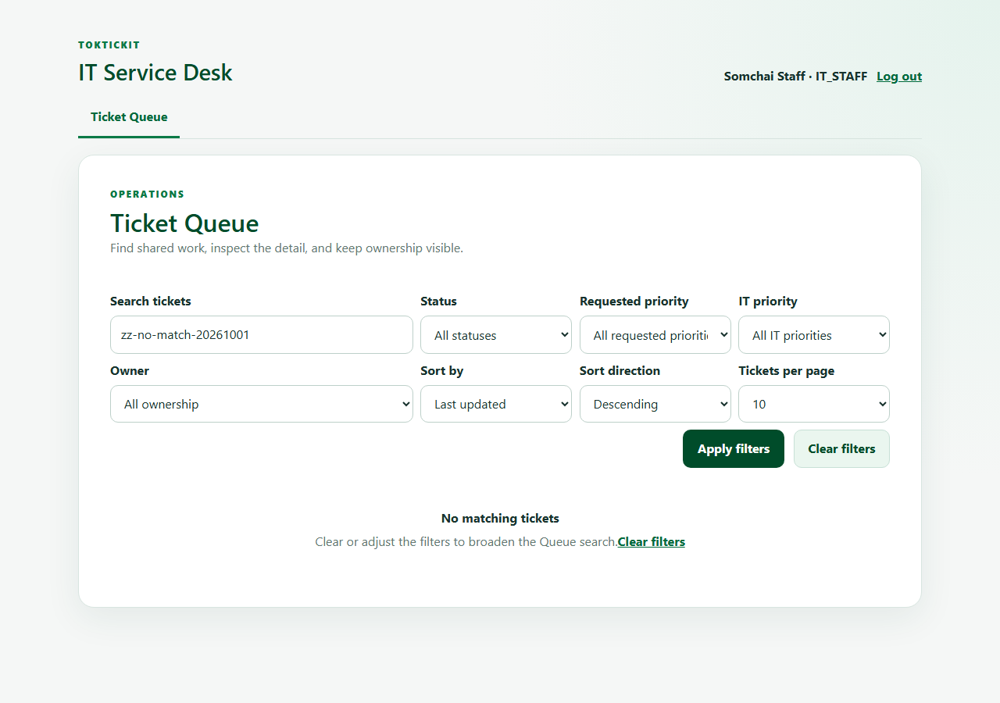 TOKTICKIT
IT Service Desk
Somchai Staff · IT_STAFF Log out
Ticket Queue
OPERATIONS
Ticket Queue
Find shared work, inspect the detail, and keep ownership visible.
Search tickets Status Requested priority IT priority
zz-no-match-20261001 All statuses All requested prioriti All IT priorities
Owner Sort by Sort direction Tickets per page
All ownership Last updated Descending 10
Apply filters Clear filters
No matching tickets
Clear or adjust the filters to broaden the Queue search.Clear filters